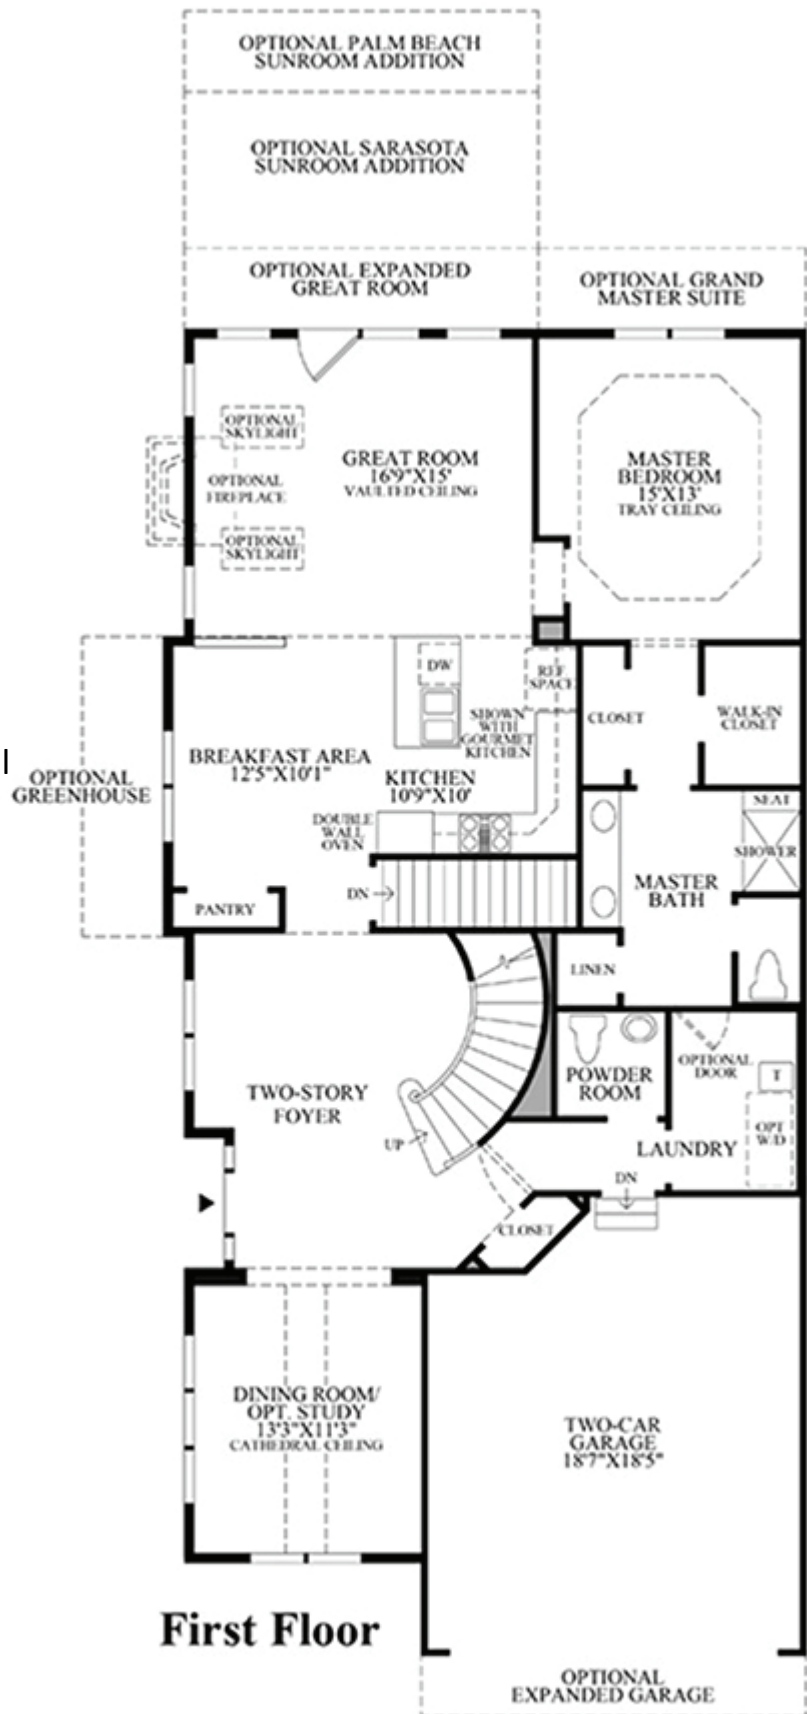 OPTIONAL PALM BEACH
SUNROOM ADDITION
OPTIONAL SARASOTA
SUNROOM ADDITION
OPTIONAL EXPANDED
GREAT ROOM
OPTIONAL GRAND
MASTER SUITE
OPTIONAL
SKYLIGHT
GREAT ROOM
16'9"X15'
VAULTED CEILING
OPTIONAL
FIREPLACE
OPTIONAL
SKYLIGHT
MASTER
BEDROOM
15'X13'
TRAY CEILING
DW
REF
SPACE
SHOWN
WITH
GOURMET
KITCHEN
CLOSET
WALK-IN
CLOSET
OPTIONAL
GREENHOUSE
BREAKFAST AREA
12'5"X10'1"
KITCHEN
10'9"X10'
DOUBLE
WALL
OVEN
SEAT
SHOWER
MASTER
BATH
PANTRY
DN
LINEN
TWO-STORY
FOYER
UP
POWDER
ROOM
OPTIONAL
DOOR
T
OPT
W/D
LAUNDRY
DN
CLOSET
DINING ROOM/
OPT. STUDY
13'3"X11'3"
CATHEDRAL CEILING
TWO-CAR
GARAGE
18'7"X18'5"
First Floor
OPTIONAL
EXPANDED GARAGE